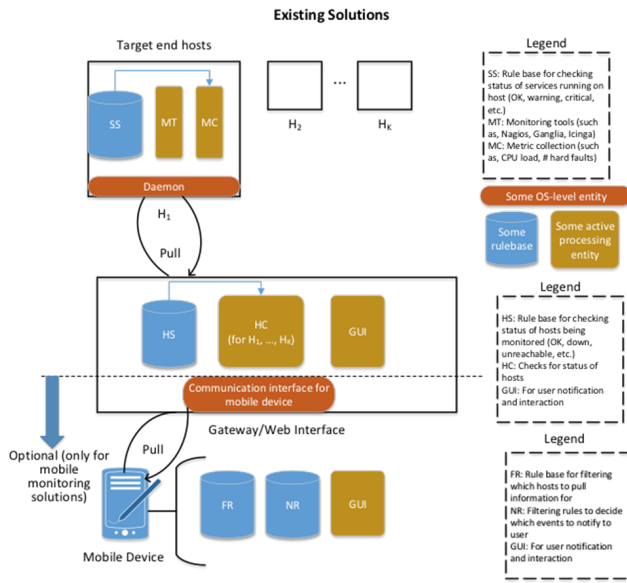 Existing Solutions
Target end hosts
SS
MT
MC
Daemon
H1
...
H2
HK
Pull
HS
HC
(for H1, ..., HK)
GUI
Communication interface for
mobile device
Gateway/Web Interface
Optional (only for
mobile
monitoring
solutions)
Pull
FR
NR
GUI
Mobile Device
Legend
SS: Rule base for checking
status of services running on
host (OK, warning, critical,
etc.)
MT: Monitoring tools (such
as, Nagios, Ganglia, Icinga)
MC: Metric collection (such
as, CPU load, # hard faults)
Some OS-level entity
Some
rulebase
Some active
processing
entity
Legend
HS: Rule base for checking
status of hosts being
monitored (OK, down,
unreachable, etc.)
HC: Checks for status of
hosts
GUI: For user notification
and interaction
Legend
FR: Rule base for filtering
which hosts to pull
information for
NR: Filtering rules to decide
which events to notify to
user
GUI: For user notification
and interaction